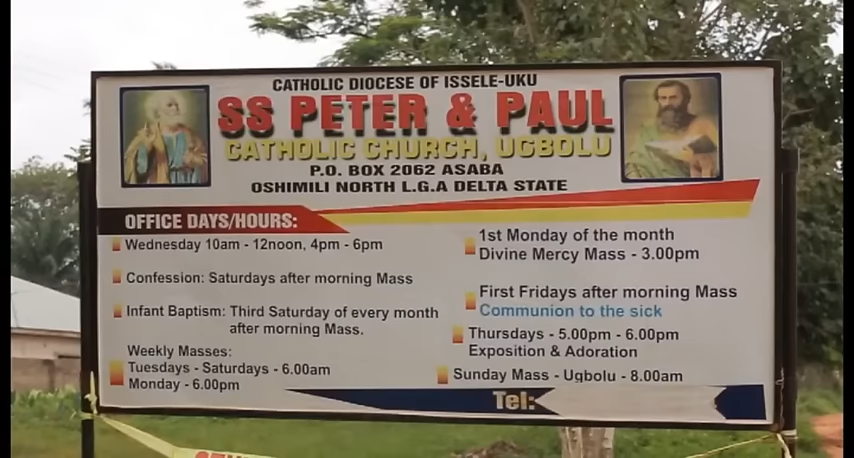 CATHOLIC DIOCESE OF ISSELE-UKU
SS PETER & PAUL
CATHOLIC CHURCH, UGBOLU
P.O. BOX 2062 ASABA
OSHIMILI NORTH L.G.A DELTA STATE
OFFICE DAYS/HOURS:
Wednesday 10am - 12noon, 4pm - 6pm
Confession: Saturdays after morning Mass
Infant Baptism: Third Saturday of every month
after morning Mass.
Weekly Masses:
Tuesdays - Saturdays - 6.00am
Monday - 6.00pm
1st Monday of the month
Divine Mercy Mass - 3.00pm
First Fridays after morning Mass
Communion to the sick
Thursdays - 5.00pm - 6.00pm
Exposition & Adoration
Sunday Mass - Ugbolu - 8.00am
Tel: